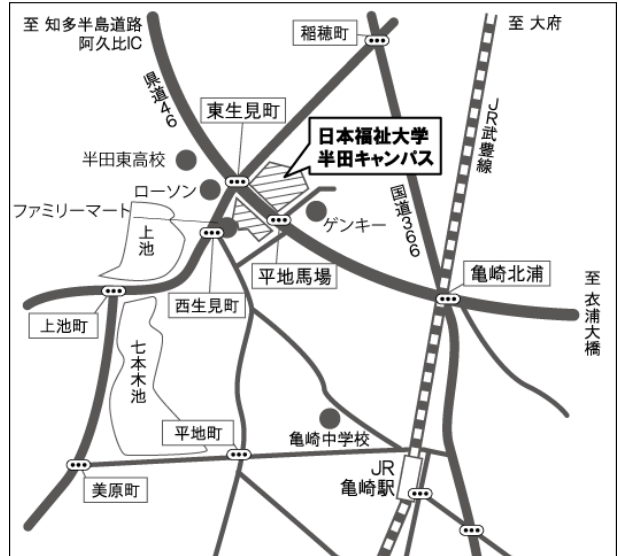 至 知多半島道路
阿久比IC
稲穂町
至 大府
県道46
東生見町
JR武豊線
日本福祉大学
半田キャンパス
半田東高校
ローソン
国道366
ファミリーマート
ゲンキー
上池
平地馬場
亀崎北浦
西生見町
至 衣浦大橋
上池町
七本木池
平地町
亀崎中学校
JR
亀崎駅
美原町